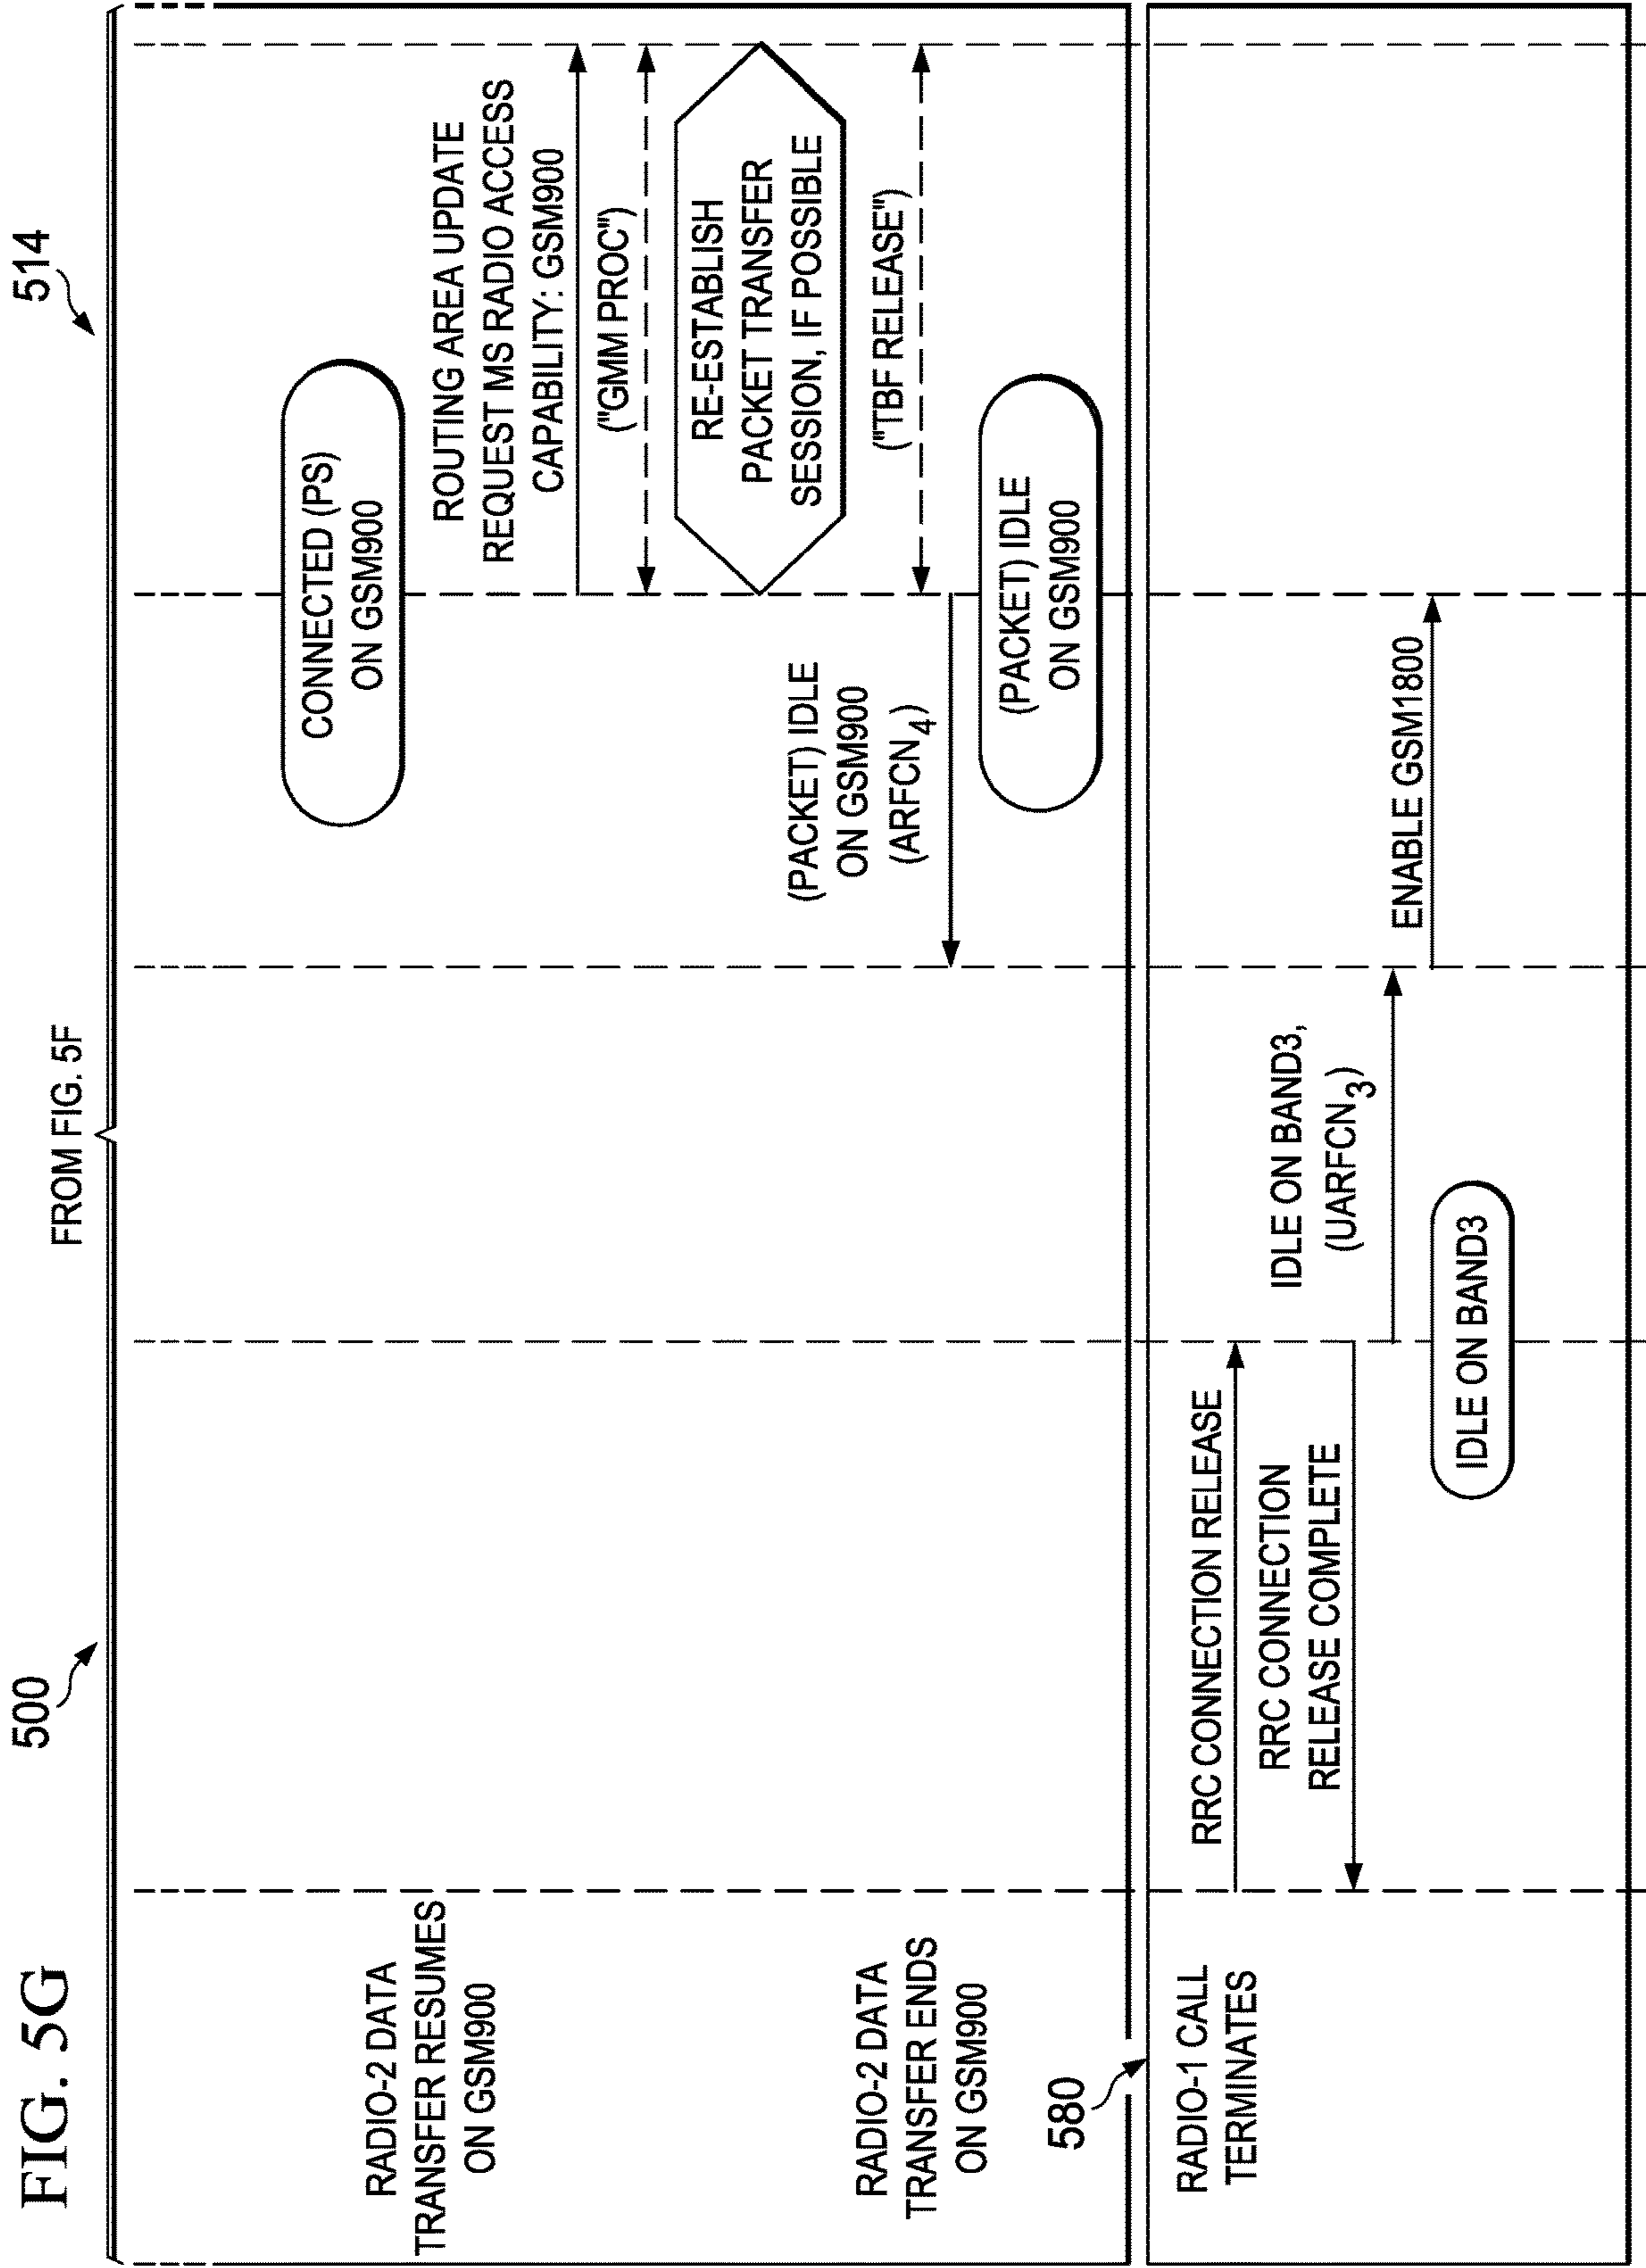 FIG. 5G
500
FROM FIG. 5F
514
RADIO-2 DATA
TRANSFER RESUMES
ON GSM900
CONNECTED (PS)
ON GSM900
ROUTING AREA UPDATE
REQUEST MS RADIO ACCESS
CAPABILITY: GSM900
("GMM PROC")
RE-ESTABLISH
PACKET TRANSFER
SESSION, IF POSSIBLE
RADIO-2 DATA
TRANSFER ENDS
ON GSM900
(PACKET) IDLE
ON GSM900
(ARFCN4)
("TBF RELEASE")
(PACKET) IDLE
ON GSM900
580
RADIO-1 CALL
TERMINATES
RRC CONNECTION RELEASE
RRC CONNECTION
RELEASE COMPLETE
IDLE ON BAND3,
(UARFCN3)
ENABLE GSM1800
IDLE ON BAND3